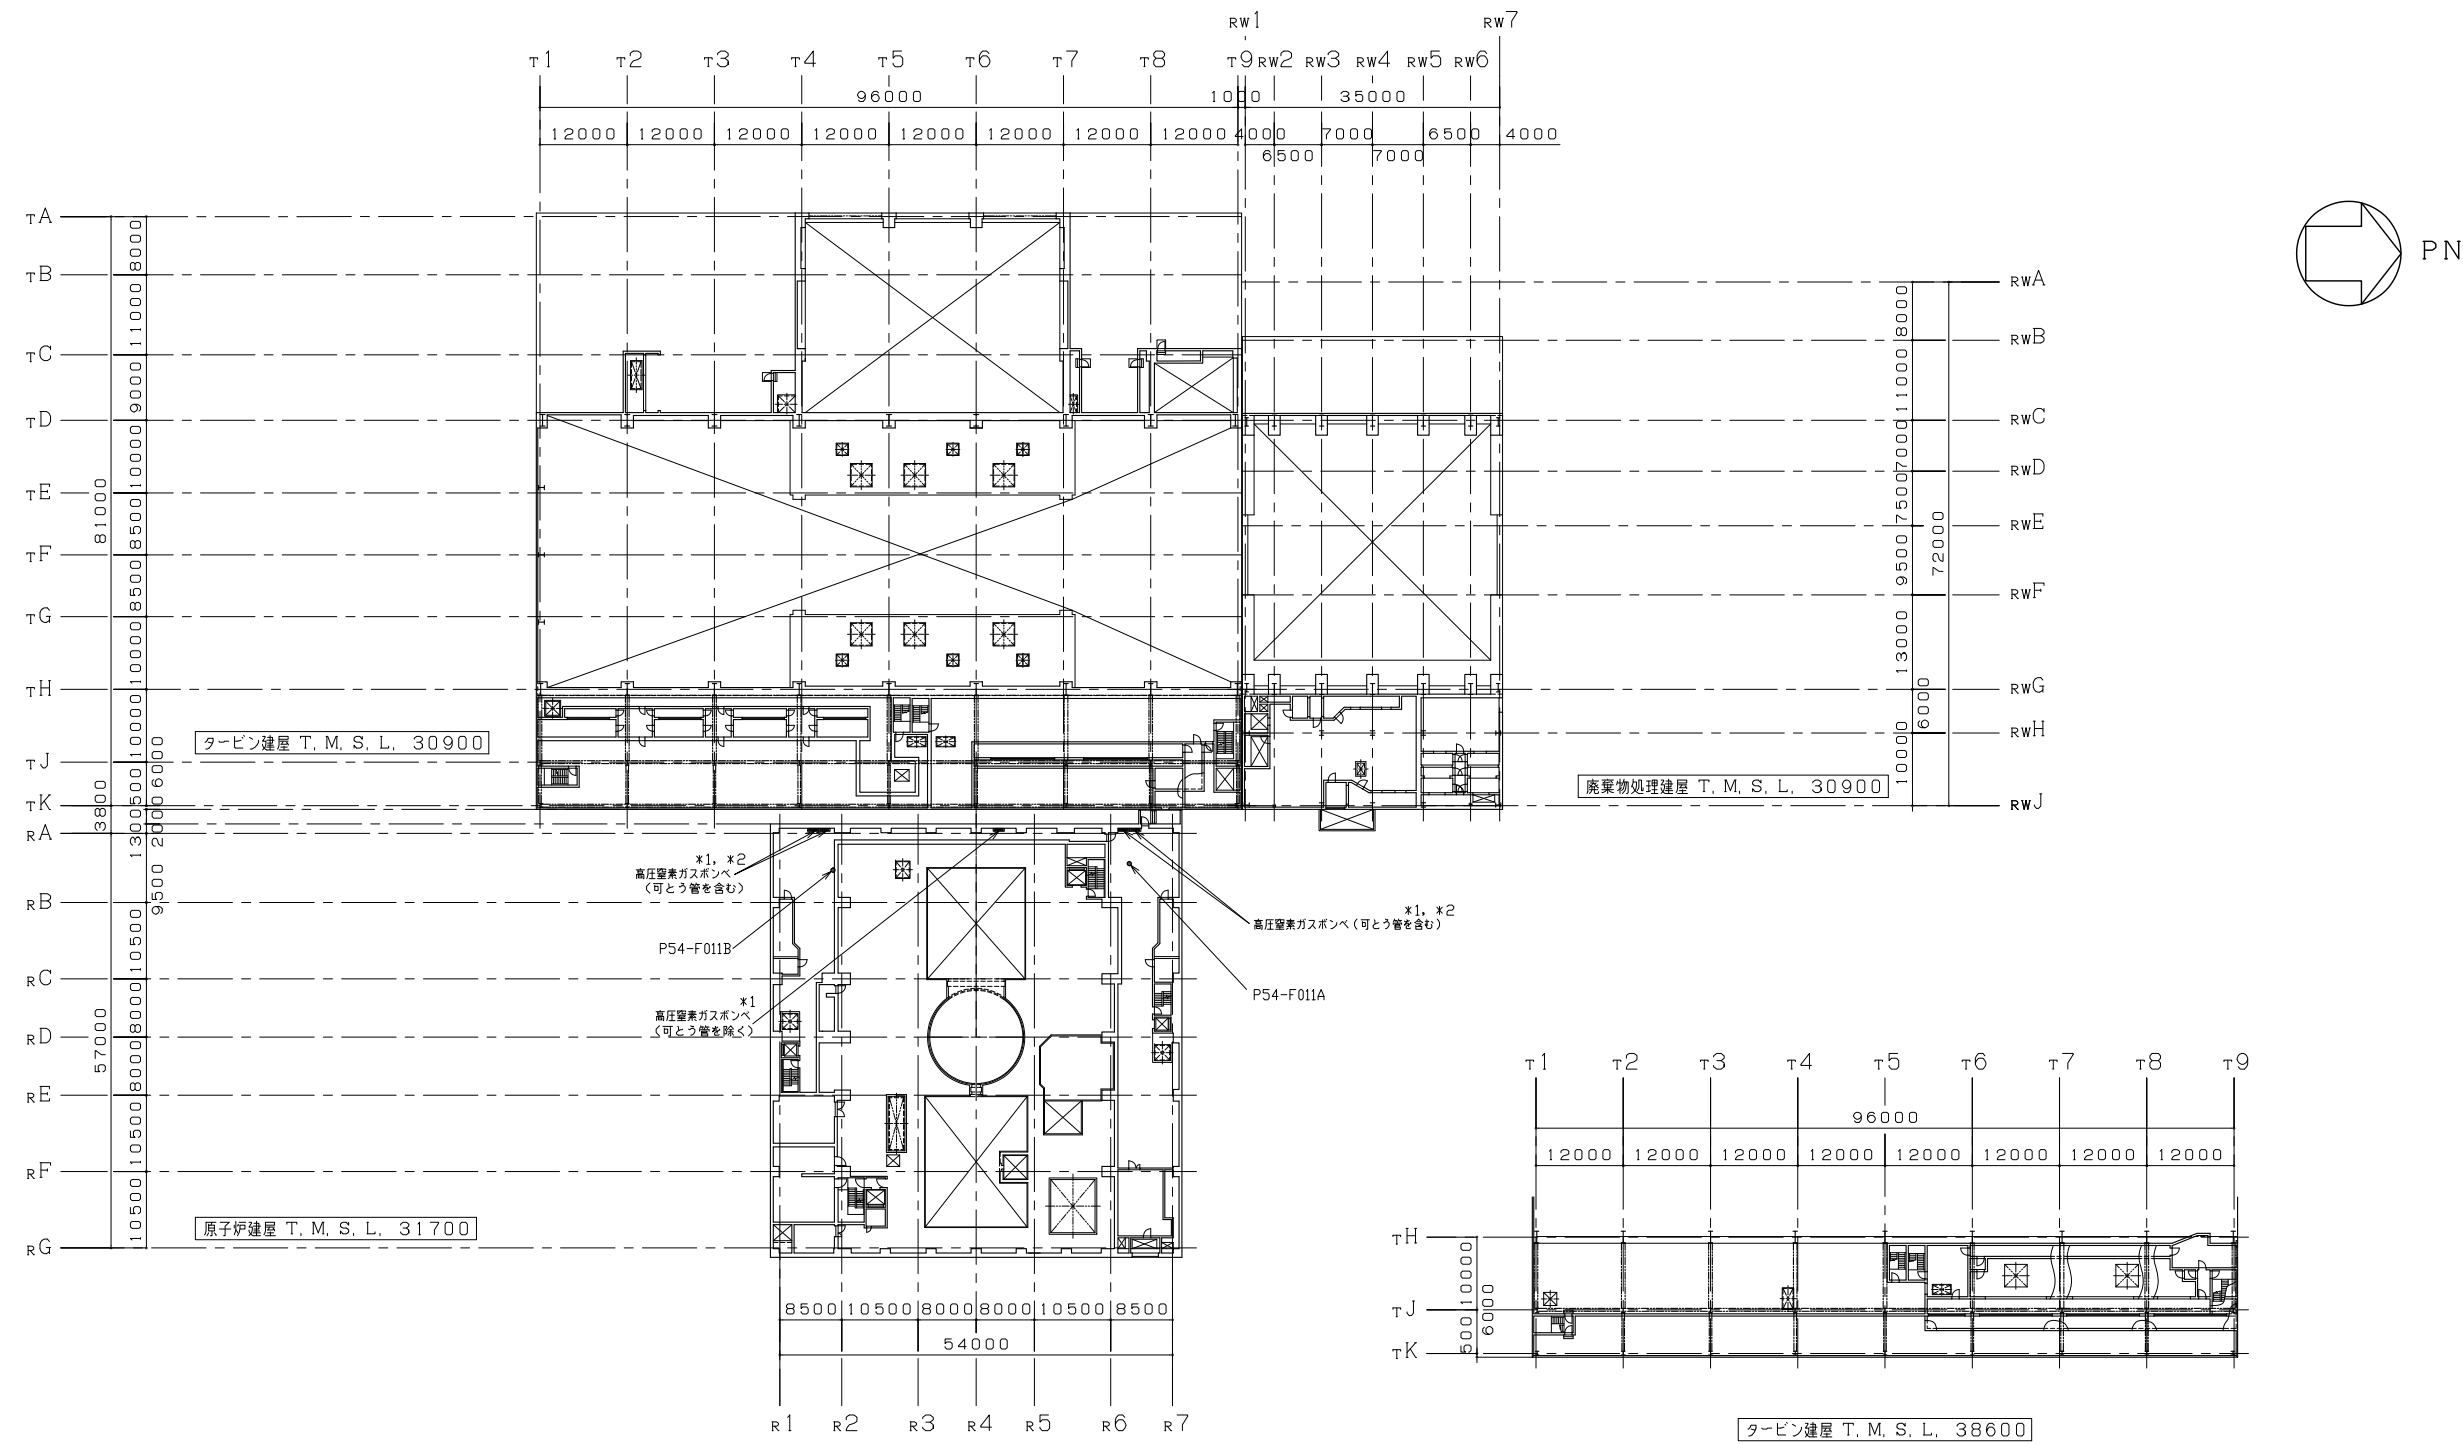 RW1 RW7
T1 T2 T3 T4 T5 T6 T7 T8 T9 RW2 RW3 RW4 RW5 RW6
96000 1000 35000
12000 12000 12000 12000 12000 12000 12000 12000 4000 7000 6500 4000
6500 7000
TA
8000
TB
11000
TC
9000
TD
10000
TE
8500
TF
8500
TG
10000
TH
10000
TJ
6000
TK
500
81000
3800
1300
2000
RA
9500
RB
10500
RC
8000
RD
8000
RE
10500
RF
10500
RG
57000
PN
RWA
8000
RWB
11000
RWC
7000
RWD
7500
RWE
9500
RWF
13000
RWG
6000
RWH
10000
RWJ
72000
タービン建屋 T.M.S.L. 30900
廃棄物処理建屋 T.M.S.L. 30900
*1, *2
高圧窒素ガスボンベ
(可とう管を含む)
*1, *2
高圧窒素ガスボンベ(可とう管を含む)
P54-F011B
P54-F011A
*1
高圧窒素ガスボンベ
(可とう管を除く)
原子炉建屋 T.M.S.L. 31700
8500 10500 8000 8000 10500 8500
54000
R1 R2 R3 R4 R5 R6 R7
T1 T2 T3 T4 T5 T6 T7 T8 T9
96000
12000 12000 12000 12000 12000 12000 12000 12000
TH
10000
TJ
6000
TK
500
タービン建屋 T.M.S.L. 38600